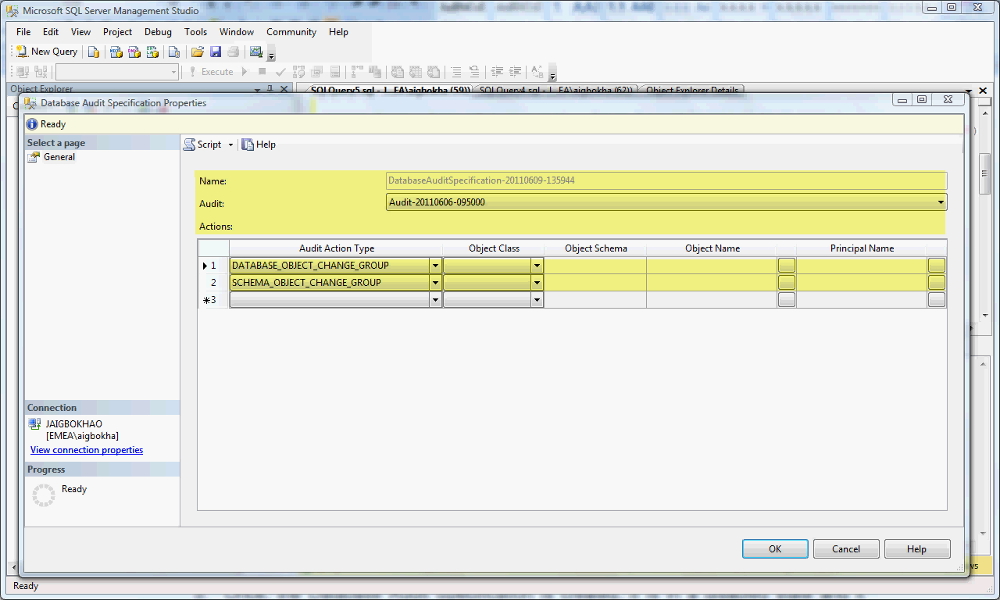 Microsoft SQL Server Management Studio
File Edit View Project Debug Tools Window Community Help
New Query
Execute
Object Explorer
SQLQuery5.sql - J...EA\aigbokha (59)) SQLQuery4.sql - J...EA\aigbokha (62)) Object Explorer Details
Database Audit Specification Properties
Ready
Select a page
General
Script Help
Name: DatabaseAuditSpecification-20110609-135944
Audit: Audit-20110606-095000
Actions:
Audit Action Type Object Class Object Schema Object Name Principal Name
1 DATABASE_OBJECT_CHANGE_GROUP
2 SCHEMA_OBJECT_CHANGE_GROUP
*3
Connection
JAIGBOKHAO
[EMEA\aigbokha]
View connection properties
Progress
Ready
OK Cancel Help
Ready